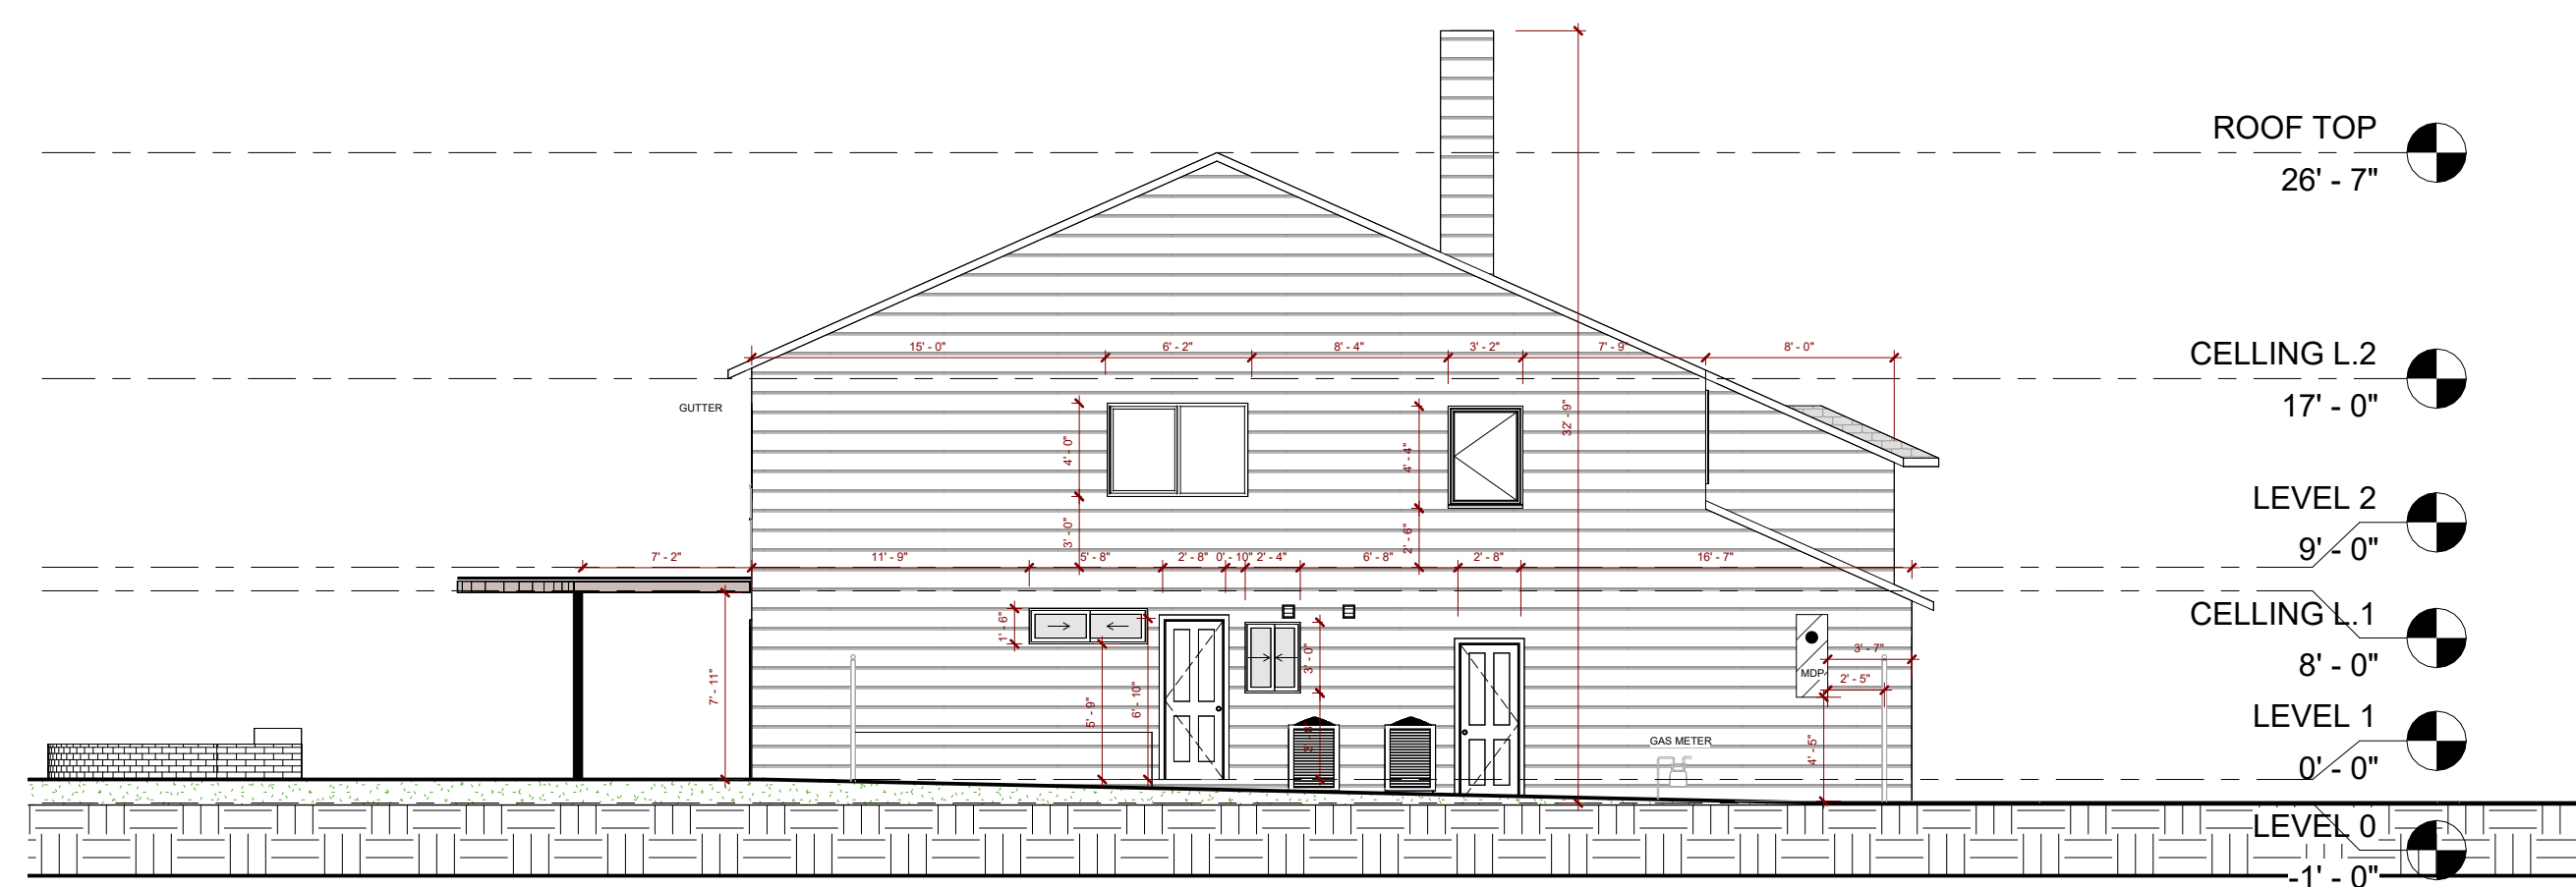 ROOF TOP
26' - 7"
15' - 0"
6' - 2"
8' - 4"
3' - 2"
7' - 9"
8' - 0"
CELLING L.2
17' - 0"
GUTTER
32' - 9"
4' - 0"
4' - 4"
3' - 0"
2' - 6"
LEVEL 2
9' - 0"
7' - 2"
11' - 9"
5' - 8"
2' - 8"
0' - 10"
2' - 4"
6' - 8"
2' - 8"
16' - 7"
CELLING L.1
8' - 0"
1' - 6"
3' - 0"
3' - 7"
MDP
2' - 5"
7' - 11"
5' - 9"
6' - 10"
GAS METER
4' - 5"
LEVEL 1
0' - 0"
LEVEL 0
-1' - 0"